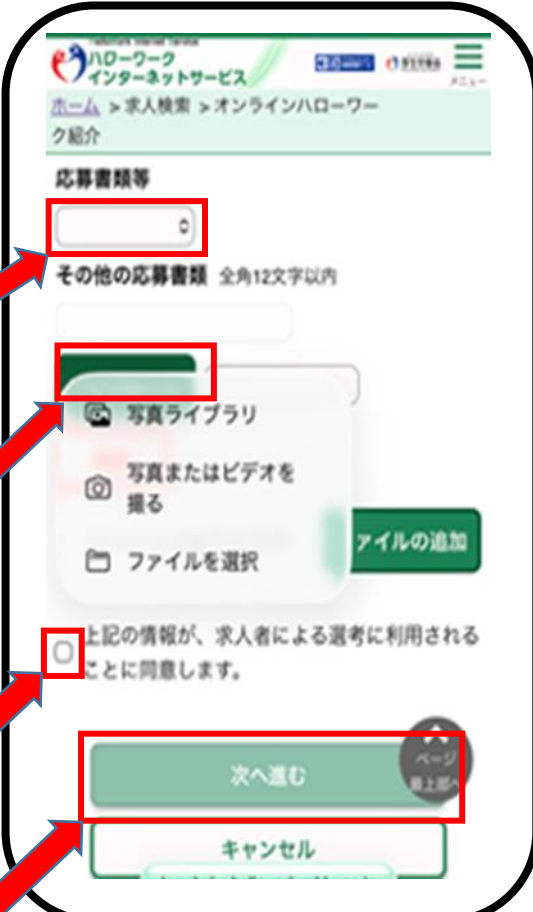 ハローワーク
インターネットサービス
メニュー
ホーム > 求人検索 > オンラインハローワー
ク紹介
応募書類等
その他の応募書類 全角12文字以内
写真ライブラリ
写真またはビデオを
撮る
ファイルを選択
ァイルの追加
上記の情報が、求人者による選考に利用される
ことに同意します。
ページ
最上部へ
次へ進む
キャンセル